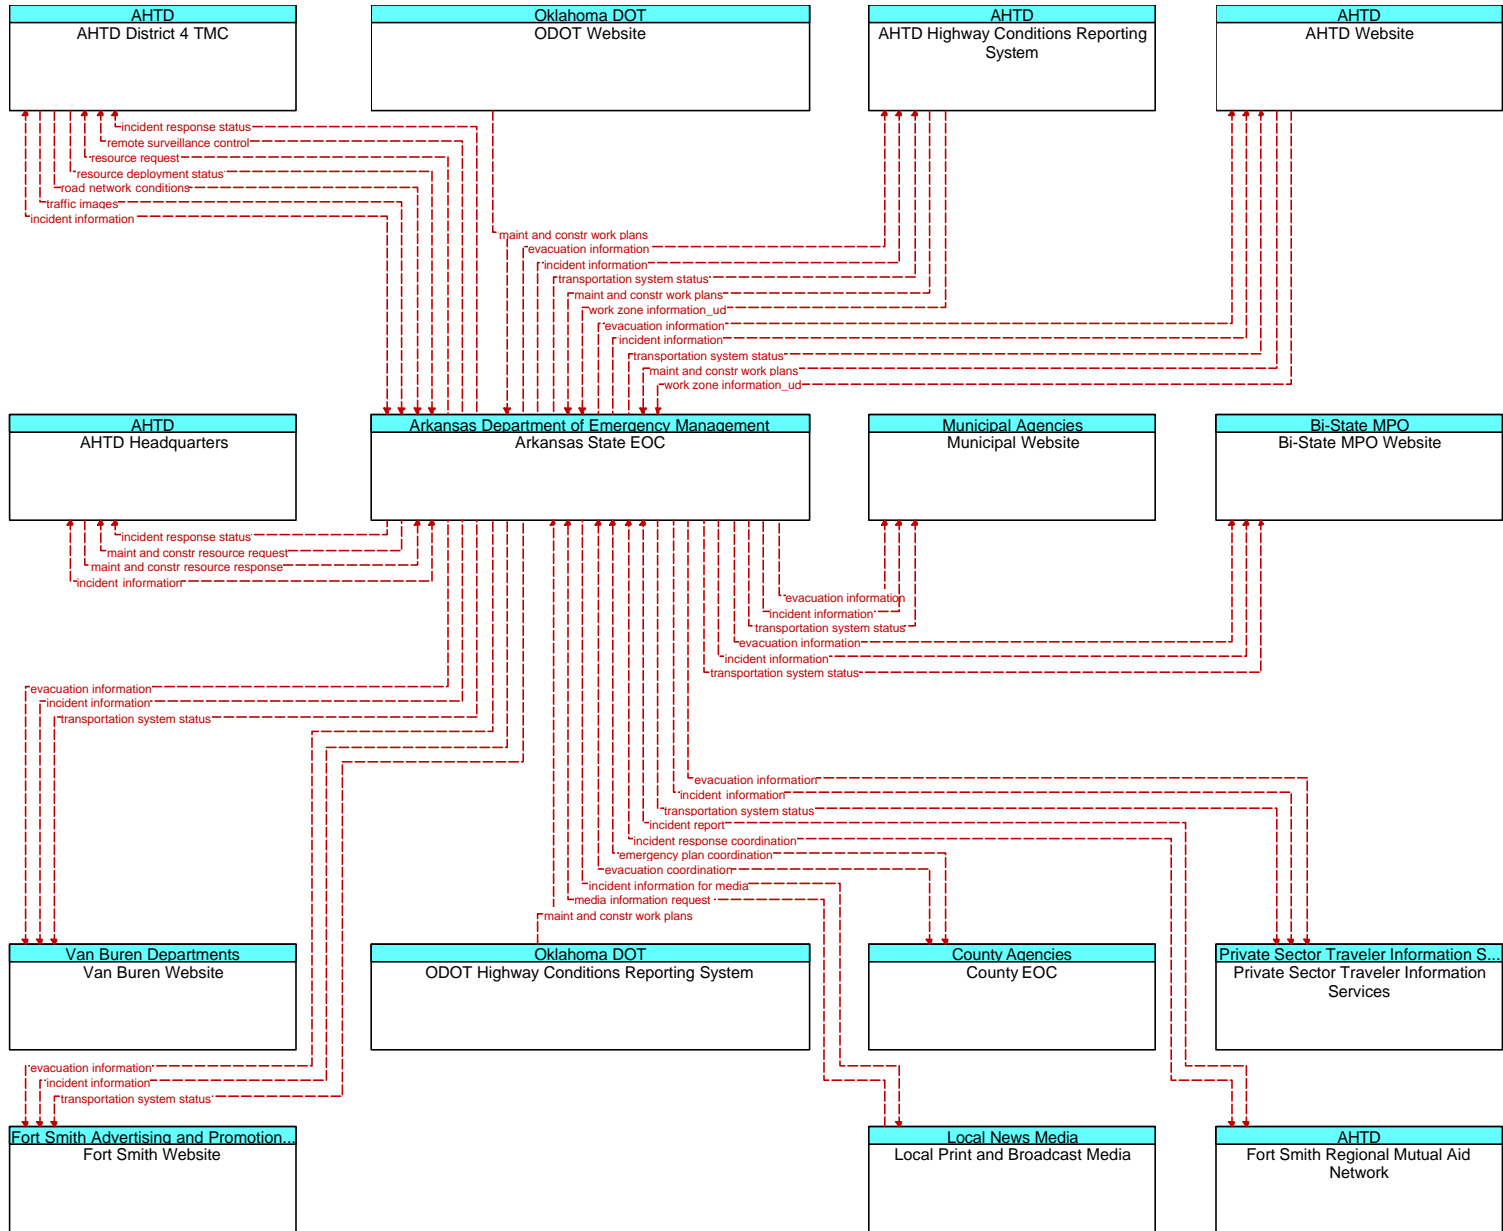 AHTD
AHTD District 4 TMC
Oklahoma DOT
ODOT Website
AHTD
AHTD Highway Conditions Reporting
System
AHTD
AHTD Website
incident response status
remote surveillance control
resource request
resource deployment status
road network conditions
traffic images
incident information
maint and constr work plans
evacuation information
incident information
transportation system status
maint and constr work plans
work zone information_ud
evacuation information
incident information
transportation system status
maint and constr work plans
work zone information_ud
AHTD
AHTD Headquarters
Arkansas Department of Emergency Management
Arkansas State EOC
Municipal Agencies
Municipal Website
Bi-State MPO
Bi-State MPO Website
incident response status
maint and constr resource request
maint and constr resource response
incident information
evacuation information
incident information
transportation system status
evacuation information
incident information
transportation system status
evacuation information
incident information
transportation system status
evacuation information
incident information
transportation system status
incident report
incident response coordination
emergency plan coordination
evacuation coordination
incident information for media
media information request
maint and constr work plans
Van Buren Departments
Van Buren Website
Oklahoma DOT
ODOT Highway Conditions Reporting System
County Agencies
County EOC
Private Sector Traveler Information S...
Private Sector Traveler Information
Services
evacuation information
incident information
transportation system status
Fort Smith Advertising and Promotion...
Fort Smith Website
Local News Media
Local Print and Broadcast Media
AHTD
Fort Smith Regional Mutual Aid
Network